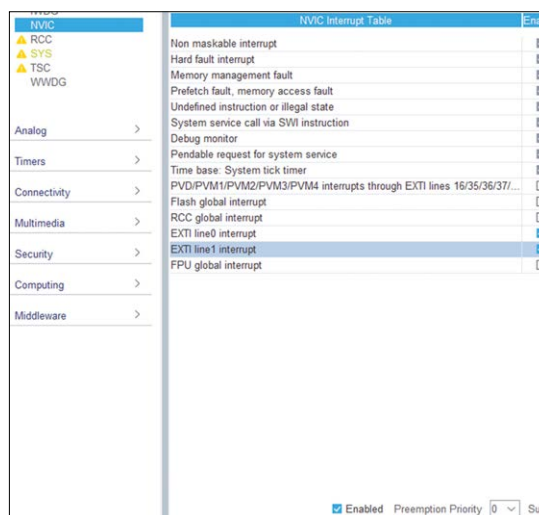 NVIC
RCC
SYS
TSC
WWDG
Analog
Timers
Connectivity
Multimedia
Security
Computing
Middleware
NVIC Interrupt Table
Non maskable interrupt
Hard fault interrupt
Memory management fault
Prefetch fault, memory access fault
Undefined instruction or illegal state
System service call via SWI instruction
Debug monitor
Pendable request for system service
Time base: System tick timer
PVD/PVM1/PVM2/PVM3/PVM4 interrupts through EXTI lines 16/35/36/37/...
Flash global interrupt
RCC global interrupt
EXTI line0 interrupt
EXTI line1 interrupt
FPU global interrupt
Enabled Preemption Priority 0